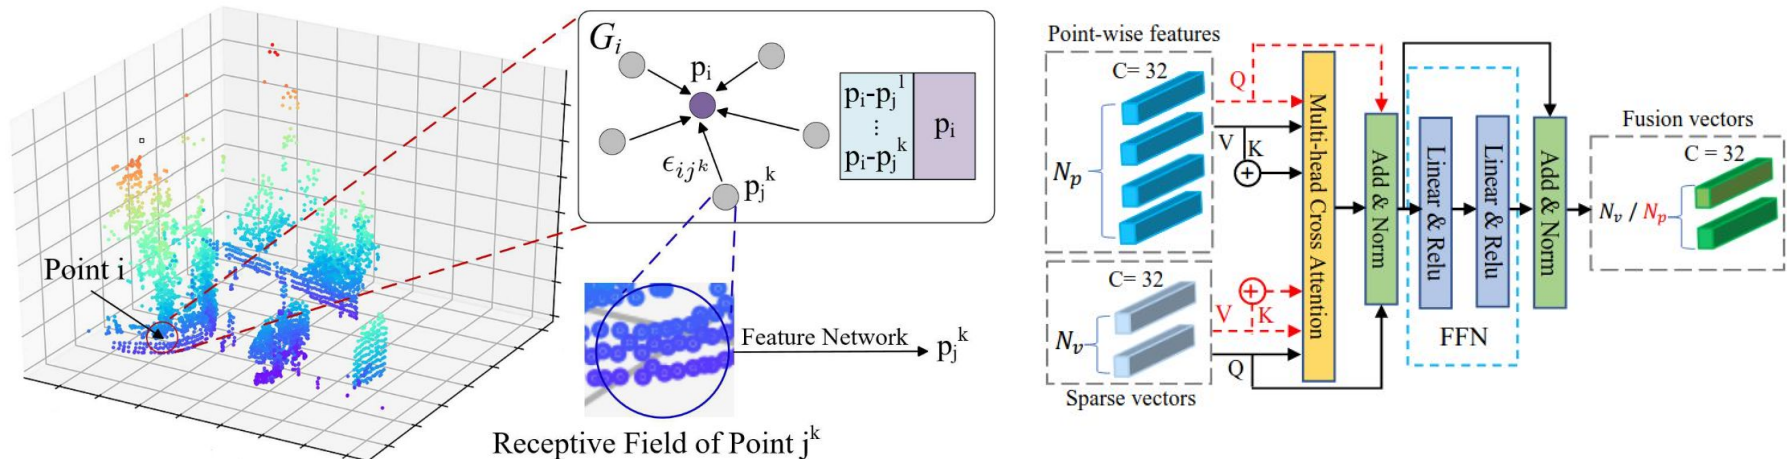 G_i
p_i
ϵ_{ij^k}
p_j^k
p_i-p_j^1
⋮
p_i-p_j^k
p_i
Point i
Feature Network
p_j^k
Receptive Field of Point j^k
Point-wise features
C= 32
N_p
Q
V
K
C= 32
N_v
V
K
Q
Sparse vectors
Multi-head Cross Attention
Add & Norm
Linear & Relu
Linear & Relu
FFN
Add & Norm
Fusion vectors
C = 32
N_v / N_p